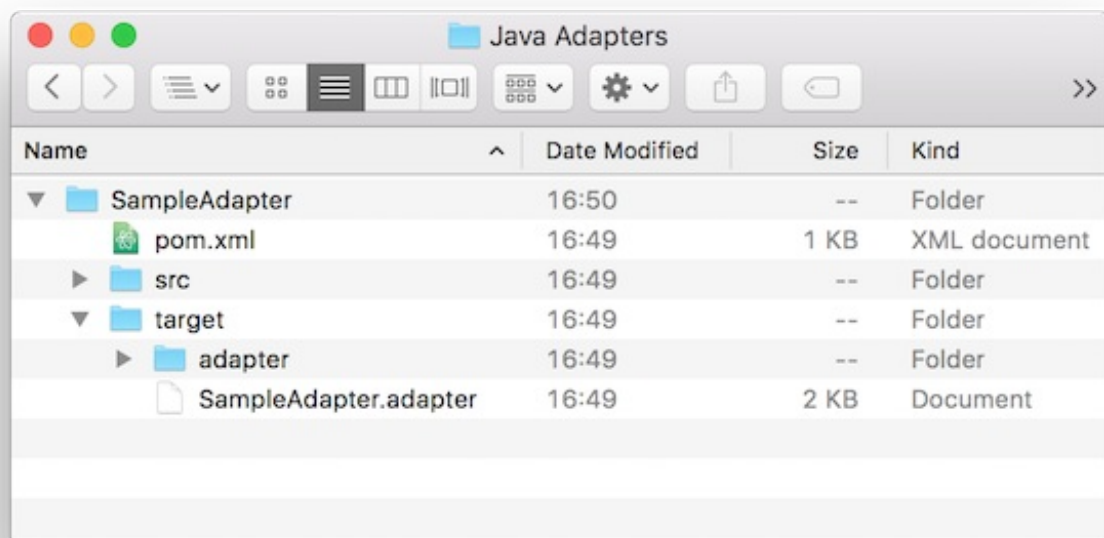 Java Adapters
Name Date Modified Size Kind
SampleAdapter 16:50 -- Folder
pom.xml 16:49 1 KB XML document
src 16:49 -- Folder
target 16:49 -- Folder
adapter 16:49 -- Folder
SampleAdapter.adapter 16:49 2 KB Document